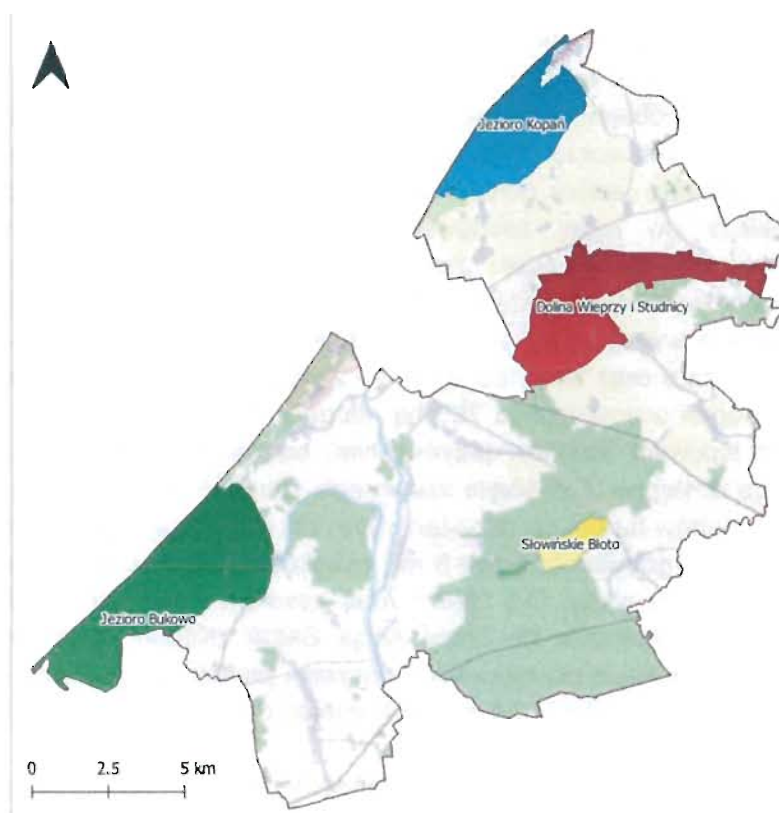 Jezioro Kopań
Dolina Wieprzy i Studnicy
Słowińskie Błota
Jezioro Bukowo
0 2.5 5 km